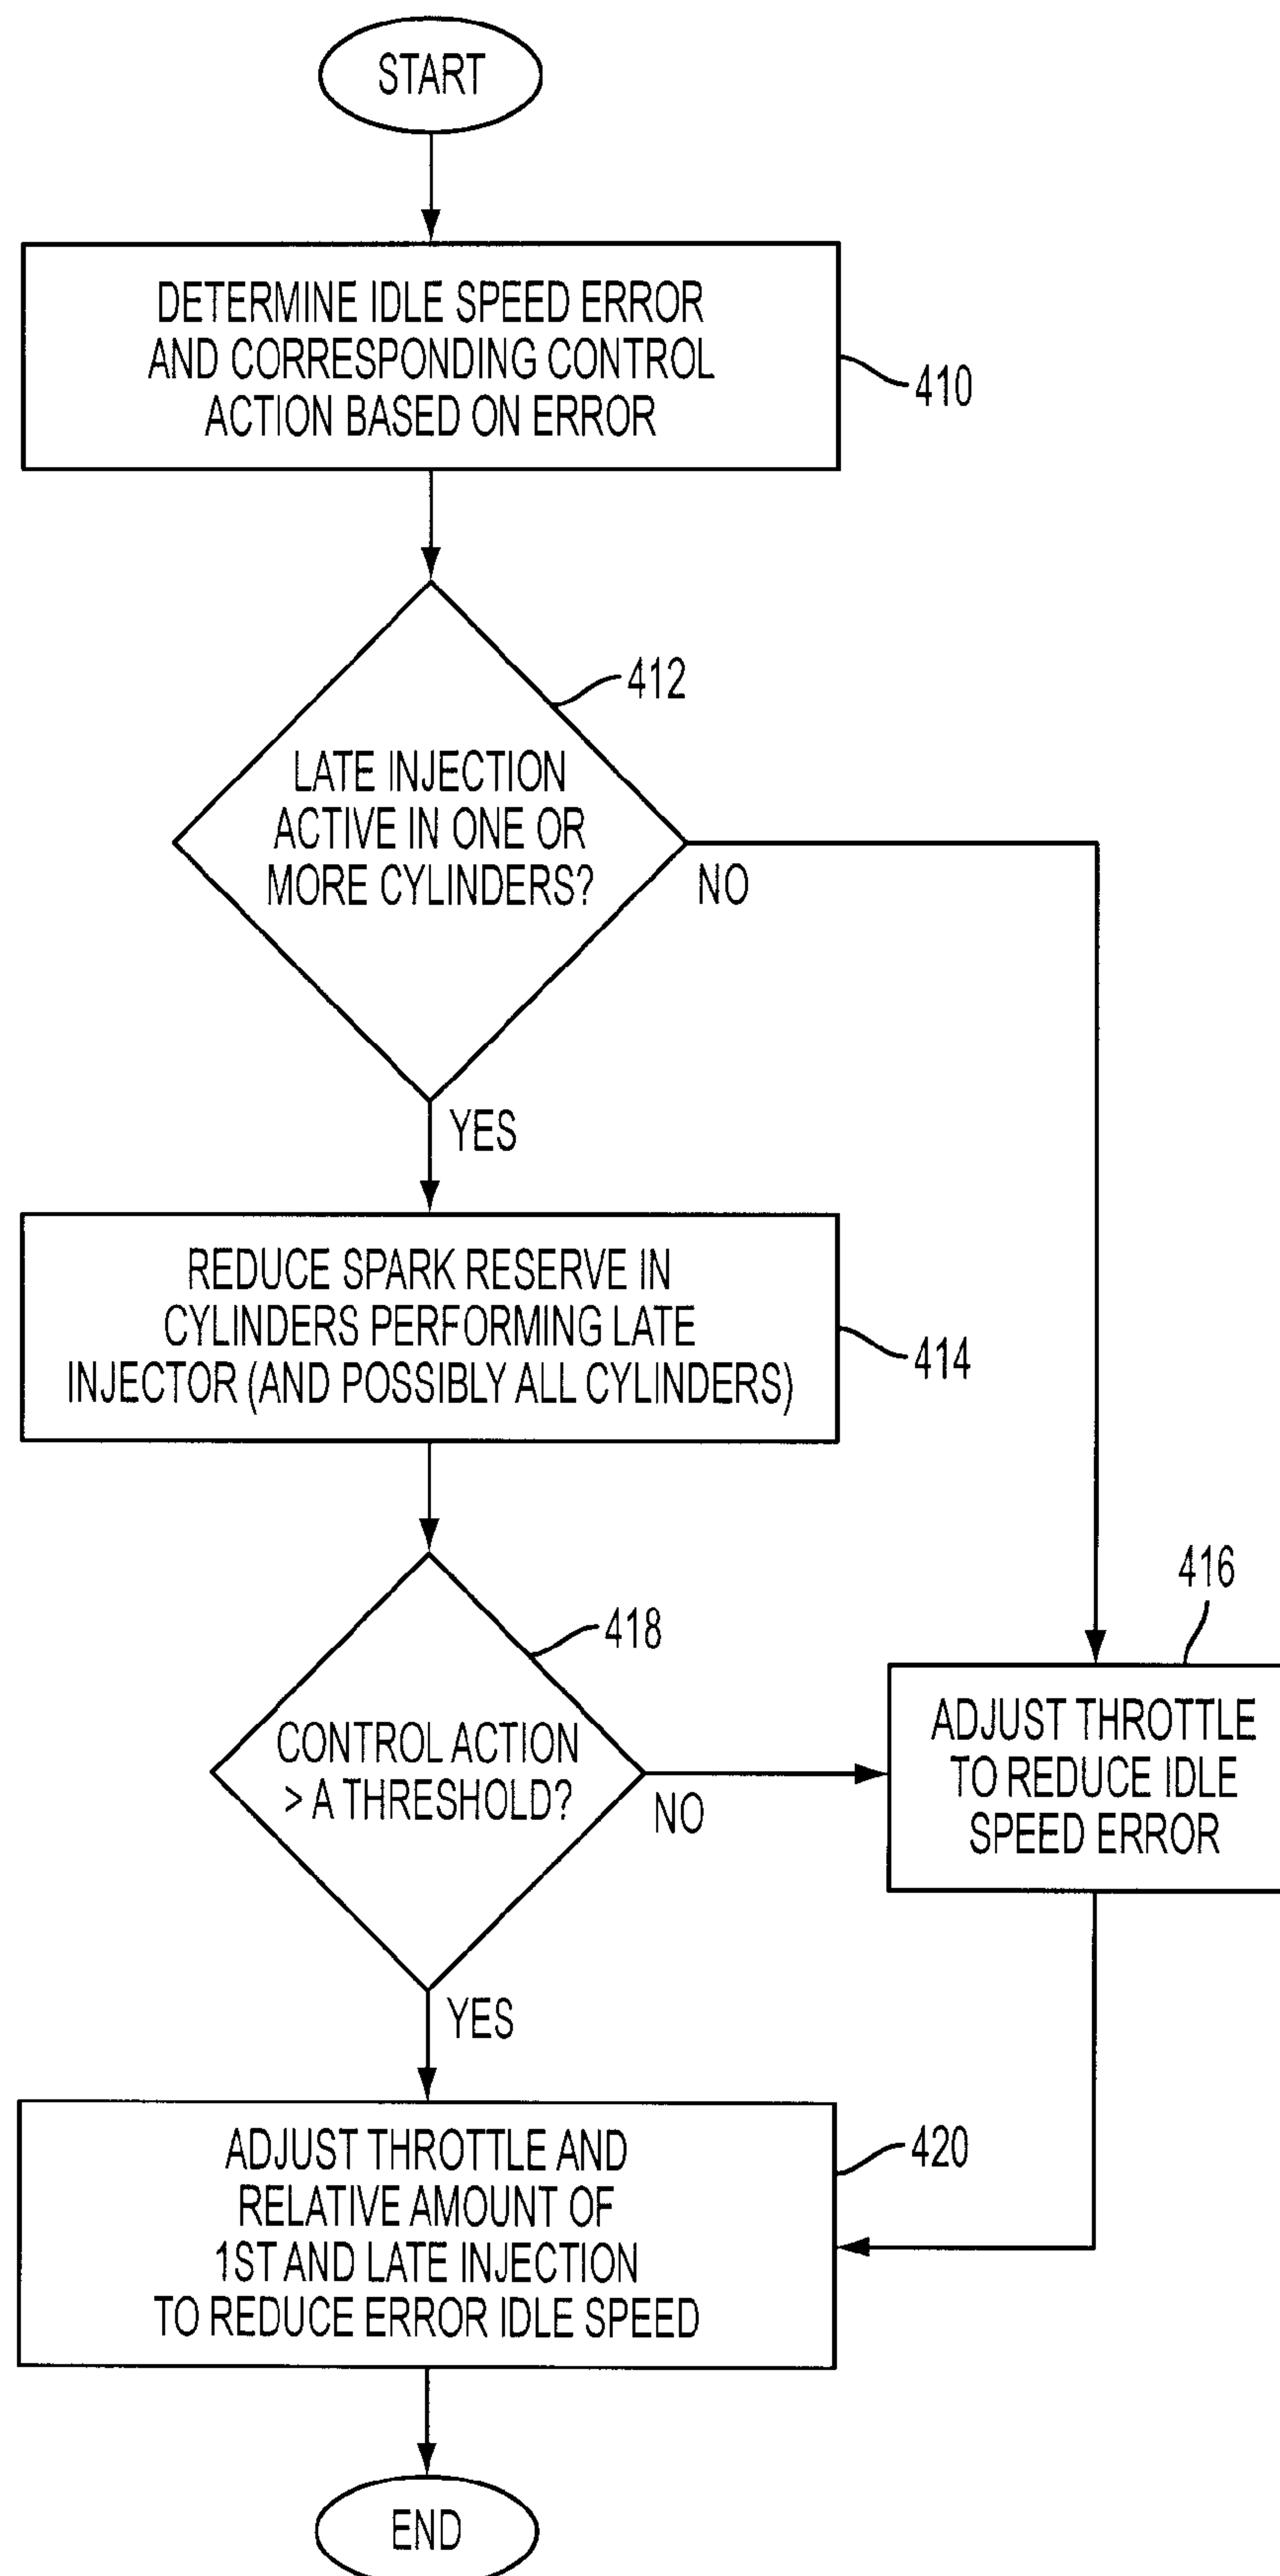 START
DETERMINE IDLE SPEED ERROR
AND CORRESPONDING CONTROL
ACTION BASED ON ERROR
410
412
LATE INJECTION
ACTIVE IN ONE OR
MORE CYLINDERS?
NO
YES
REDUCE SPARK RESERVE IN
CYLINDERS PERFORMING LATE
INJECTOR (AND POSSIBLY ALL CYLINDERS)
414
418
CONTROL ACTION
> A THRESHOLD?
NO
416
ADJUST THROTTLE
TO REDUCE IDLE
SPEED ERROR
YES
ADJUST THROTTLE AND
RELATIVE AMOUNT OF
1ST AND LATE INJECTION
TO REDUCE ERROR IDLE SPEED
420
END